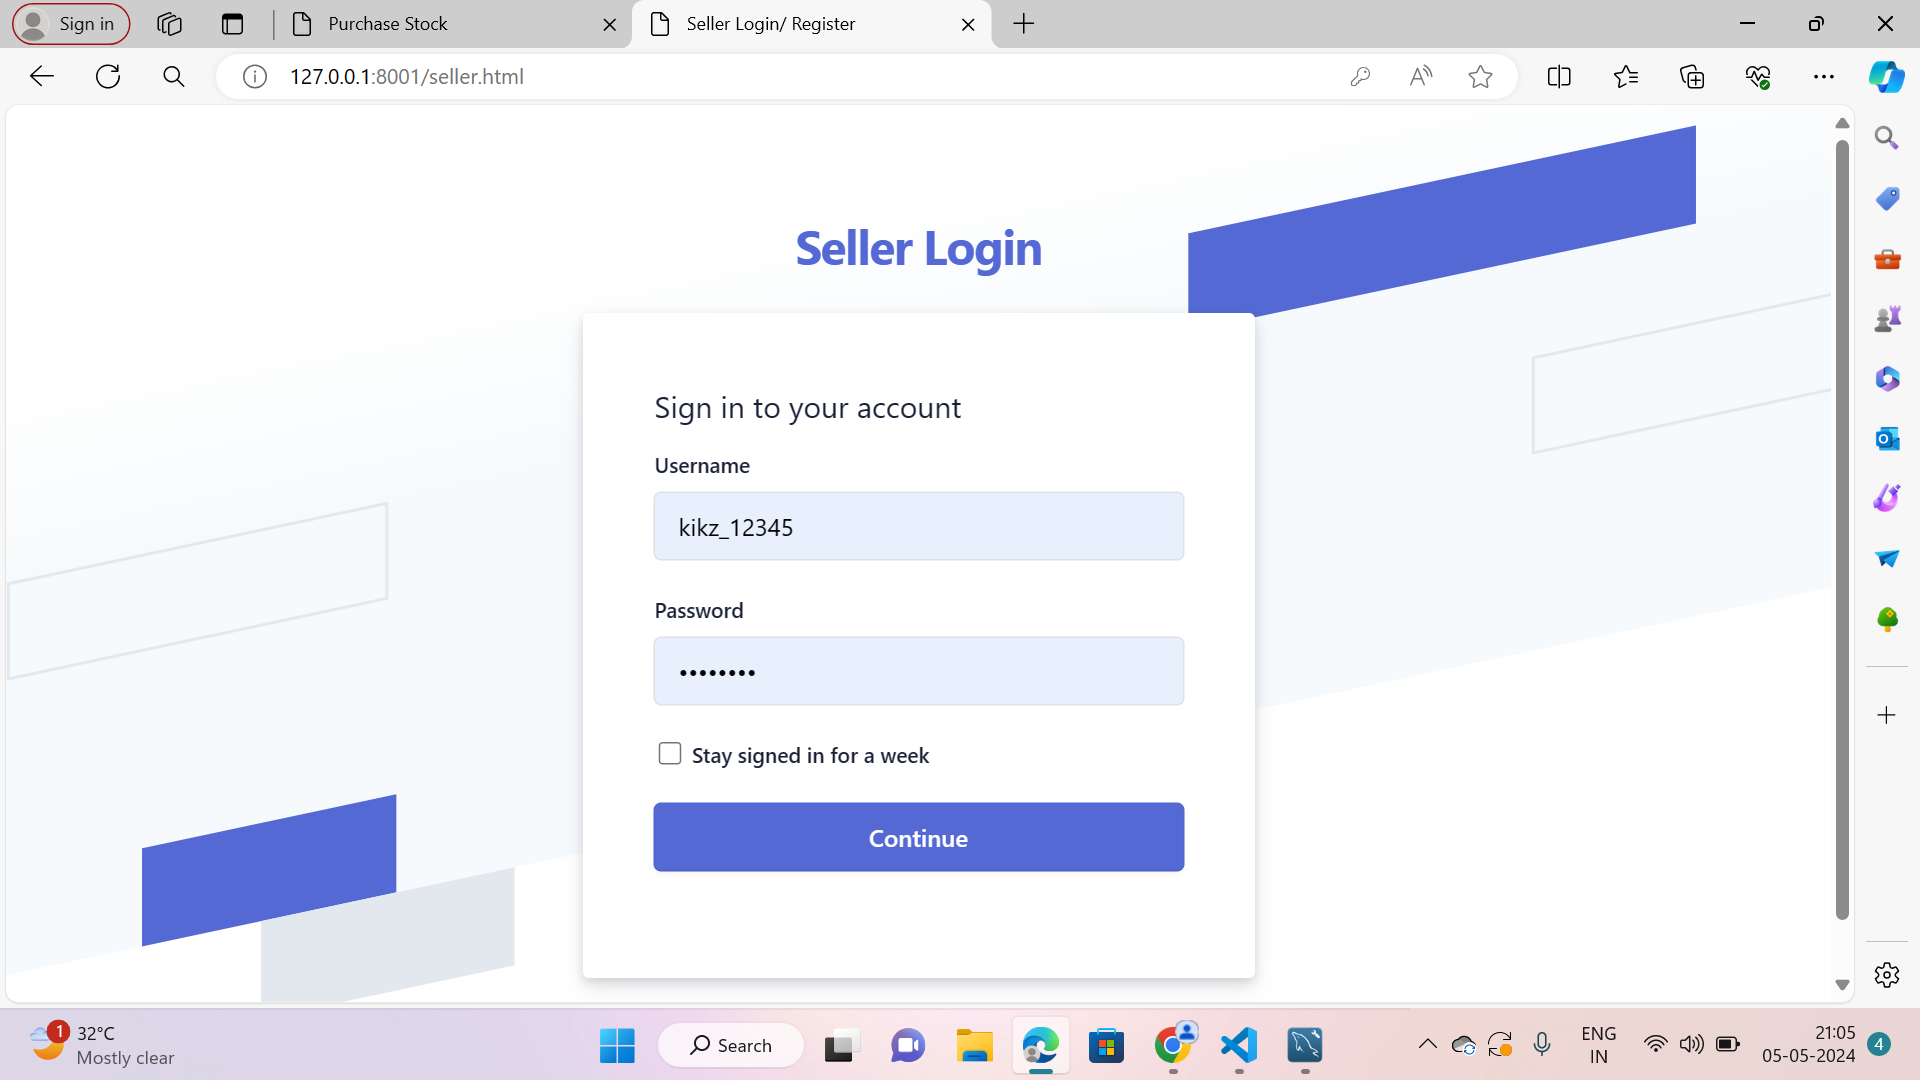 Sign in
Purchase Stock
Seller Login/ Register
127.0.0.1:8001/seller.html
Seller Login
Sign in to your account
Username
kikz_12345
Password
••••••••
Stay signed in for a week
Continue
1
32°C
Mostly clear
Search
ENG
IN
21:05
05-05-2024
4